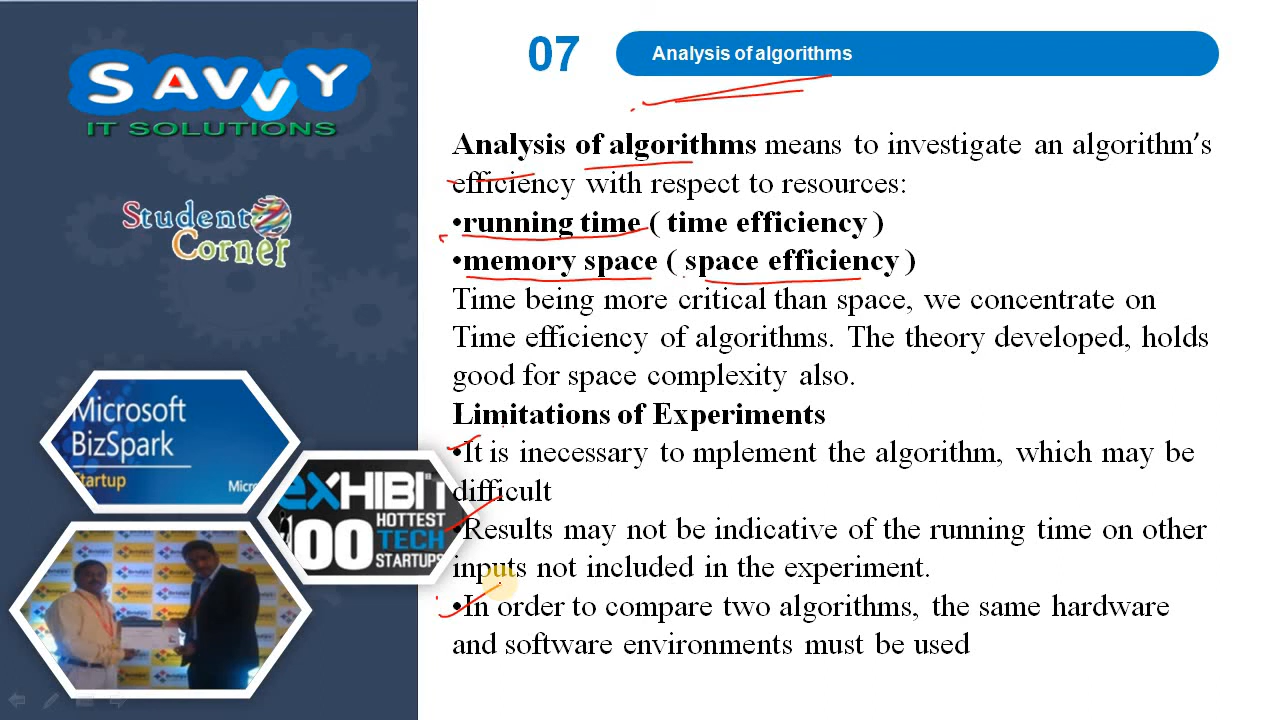 SAVVY
IT SOLUTIONS
Student
Corner
Microsoft
BizSpark
Startup
Micr
eXHIBIT
100 HOTTEST
TECH
STARTUPS
07
Analysis of algorithms
Analysis of algorithms means to investigate an algorithm's
efficiency with respect to resources:
•running time ( time efficiency )
•memory space ( space efficiency )
Time being more critical than space, we concentrate on
Time efficiency of algorithms. The theory developed, holds
good for space complexity also.
Limitations of Experiments
•It is inecessary to mplement the algorithm, which may be
difficult
•Results may not be indicative of the running time on other
inputs not included in the experiment.
•In order to compare two algorithms, the same hardware
and software environments must be used